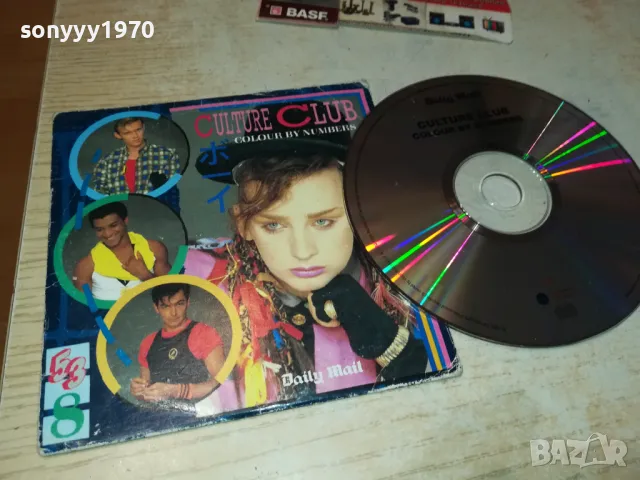 sonyyy1970
BASF
CULTURE CLUB
COLOUR BY NUMBERS
ボーイ
8
Daily Mail
Daily Mail
CULTURE CLUB
COLOUR BY NUMBERS
BAZAR